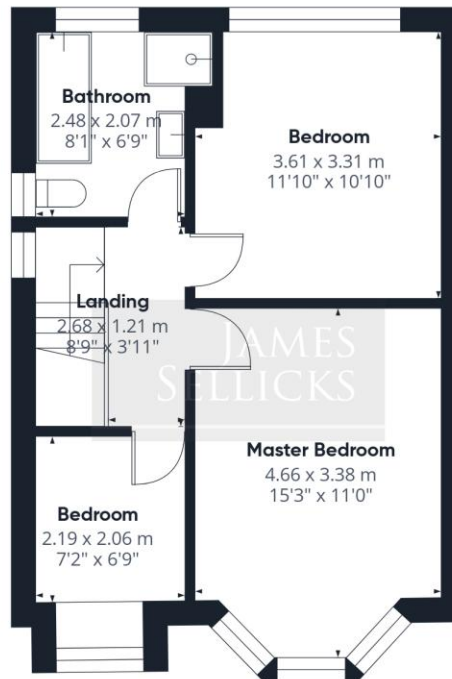 Bathroom
2.48 x 2.07 m
8'1" x 6'9"
Bedroom
3.61 x 3.31 m
11'10" x 10'10"
Landing
2.68 x 1.21 m
8'9" x 3'11"
JAMES
SELLICKS
Master Bedroom
4.66 x 3.38 m
15'3" x 11'0"
Bedroom
2.19 x 2.06 m
7'2" x 6'9"